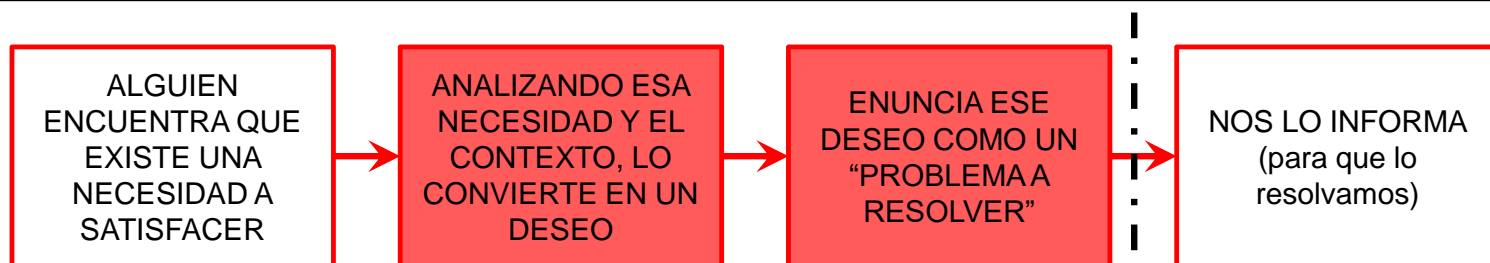 ALGUIEN
ENCUENTRA QUE
EXISTE UNA
NECESIDAD A
SATISFACER
ANALIZANDO ESA
NECESIDAD Y EL
CONTEXTO, LO
CONVIERTE EN UN
DESEO
ENUNCIA ESE
DESEO COMO UN
“PROBLEMA A
RESOLVER”
NOS LO INFORMA
(para que lo
resolvamos)